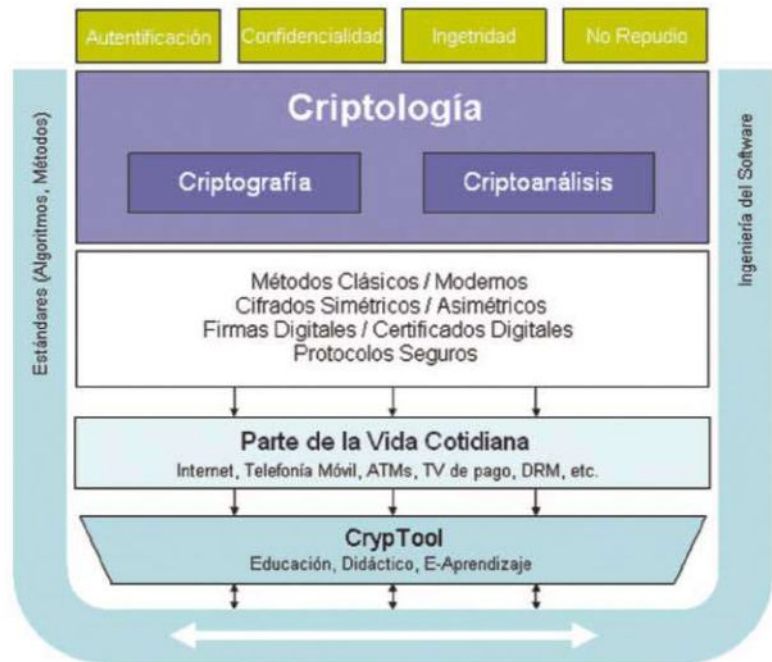 Autentificación
Confidencialidad
Ingetridad
No Repudio
Criptología
Criptografía
Criptoanálisis
Estándares (Algoritmos, Métodos)
Ingeniería del Software
Métodos Clásicos / Modernos
Cifrados Simétricos / Asimétricos
Firmas Digitales / Certificados Digitales
Protocolos Seguros
Parte de la Vida Cotidiana
Internet, Telefonía Móvil, ATMs, TV de pago, DRM, etc.
CrypTool
Educación, Didáctico, E-Aprendizaje